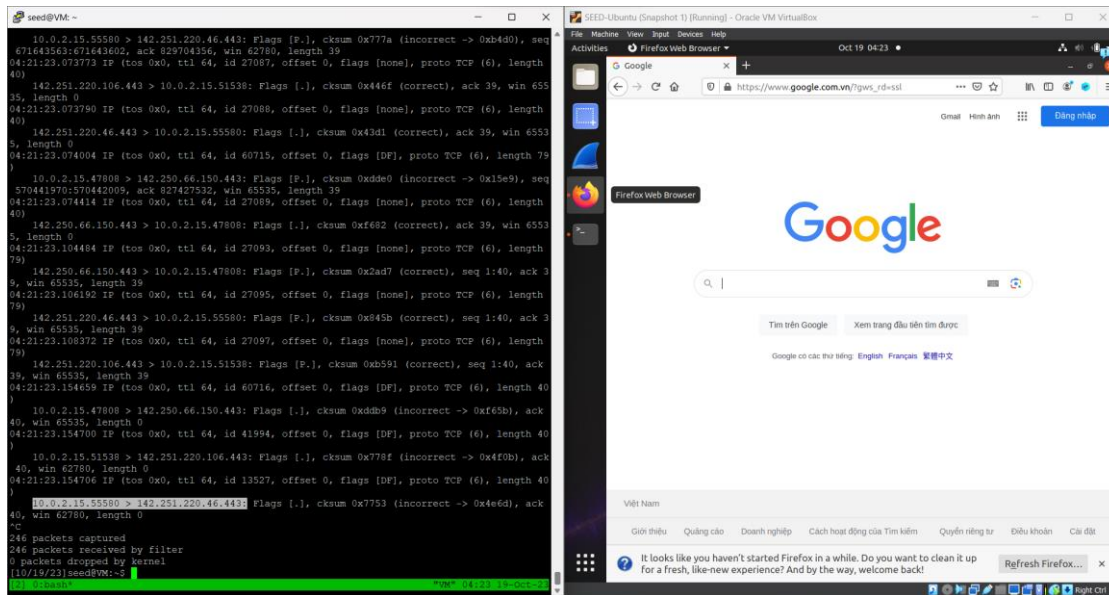 seed@VM: ~
10.0.2.15.55580 > 142.251.220.46.443: Flags [P.], cksum 0x777a (incorrect -> 0xb4d0), seq
671643563:671643602, ack 829704356, win 62780, length 39
04:21:23.073773 IP (tos 0x0, ttl 64, id 27087, offset 0, flags [none], proto TCP (6), length
40)
142.251.220.106.443 > 10.0.2.15.51538: Flags [.], cksum 0x446f (correct), ack 39, win 655
35, length 0
04:21:23.073790 IP (tos 0x0, ttl 64, id 27088, offset 0, flags [none], proto TCP (6), length
40)
142.251.220.46.443 > 10.0.2.15.55580: Flags [.], cksum 0x43d1 (correct), ack 39, win 6553
5, length 0
04:21:23.074004 IP (tos 0x0, ttl 64, id 60715, offset 0, flags [DF], proto TCP (6), length 79
)
10.0.2.15.47808 > 142.250.66.150.443: Flags [P.], cksum 0xdde0 (incorrect -> 0x15e9), seq
570441970:570442009, ack 827427532, win 65535, length 39
04:21:23.074414 IP (tos 0x0, ttl 64, id 27089, offset 0, flags [none], proto TCP (6), length
40)
142.250.66.150.443 > 10.0.2.15.47808: Flags [.], cksum 0xf682 (correct), ack 39, win 6553
5, length 0
04:21:23.104484 IP (tos 0x0, ttl 64, id 27093, offset 0, flags [none], proto TCP (6), length
79)
142.250.66.150.443 > 10.0.2.15.47808: Flags [P.], cksum 0x2ad7 (correct), seq 1:40, ack 3
9, win 65535, length 39
04:21:23.106192 IP (tos 0x0, ttl 64, id 27095, offset 0, flags [none], proto TCP (6), length
79)
142.251.220.46.443 > 10.0.2.15.55580: Flags [P.], cksum 0x845b (correct), seq 1:40, ack 3
9, win 65535, length 39
04:21:23.108372 IP (tos 0x0, ttl 64, id 27097, offset 0, flags [none], proto TCP (6), length
79)
142.251.220.106.443 > 10.0.2.15.51538: Flags [P.], cksum 0xb591 (correct), seq 1:40, ack
39, win 65535, length 39
04:21:23.154659 IP (tos 0x0, ttl 64, id 60716, offset 0, flags [DF], proto TCP (6), length 40
)
10.0.2.15.47808 > 142.250.66.150.443: Flags [.], cksum 0xddb9 (incorrect -> 0xf65b), ack
40, win 65535, length 0
04:21:23.154700 IP (tos 0x0, ttl 64, id 41994, offset 0, flags [DF], proto TCP (6), length 40
)
10.0.2.15.51538 > 142.251.220.106.443: Flags [.], cksum 0x778f (incorrect -> 0x4f0b), ack
40, win 62780, length 0
04:21:23.154706 IP (tos 0x0, ttl 64, id 13527, offset 0, flags [DF], proto TCP (6), length 40
)
10.0.2.15.55580 > 142.251.220.46.443: Flags [.], cksum 0x7753 (incorrect -> 0x4e6d), ack
40, win 62780, length 0
^C
246 packets captured
246 packets received by filter
0 packets dropped by kernel
[10/19/23]seed@VM:~$
[2] 0:bash* "VM" 04:23 19-Oct-23
SEED-Ubuntu (Snapshot 1) [Running] - Oracle VM VirtualBox
File Machine View Input Devices Help
Activities Firefox Web Browser Oct 19 04:23
Google
https://www.google.com.vn/?gws_rd=ssl
Gmail Hình ảnh Đăng nhập
Firefox Web Browser
Google
Tìm trên Google Xem trang đầu tiên tìm được
Google có các thứ tiếng: English Français 繁體中文
Việt Nam
Giới thiệu Quảng cáo Doanh nghiệp Cách hoạt động của Tìm kiếm Quyền riêng tư Điều khoản Cài đặt
It looks like you haven't started Firefox in a while. Do you want to clean it up
for a fresh, like-new experience? And by the way, welcome back!
Refresh Firefox...
Right Ctrl